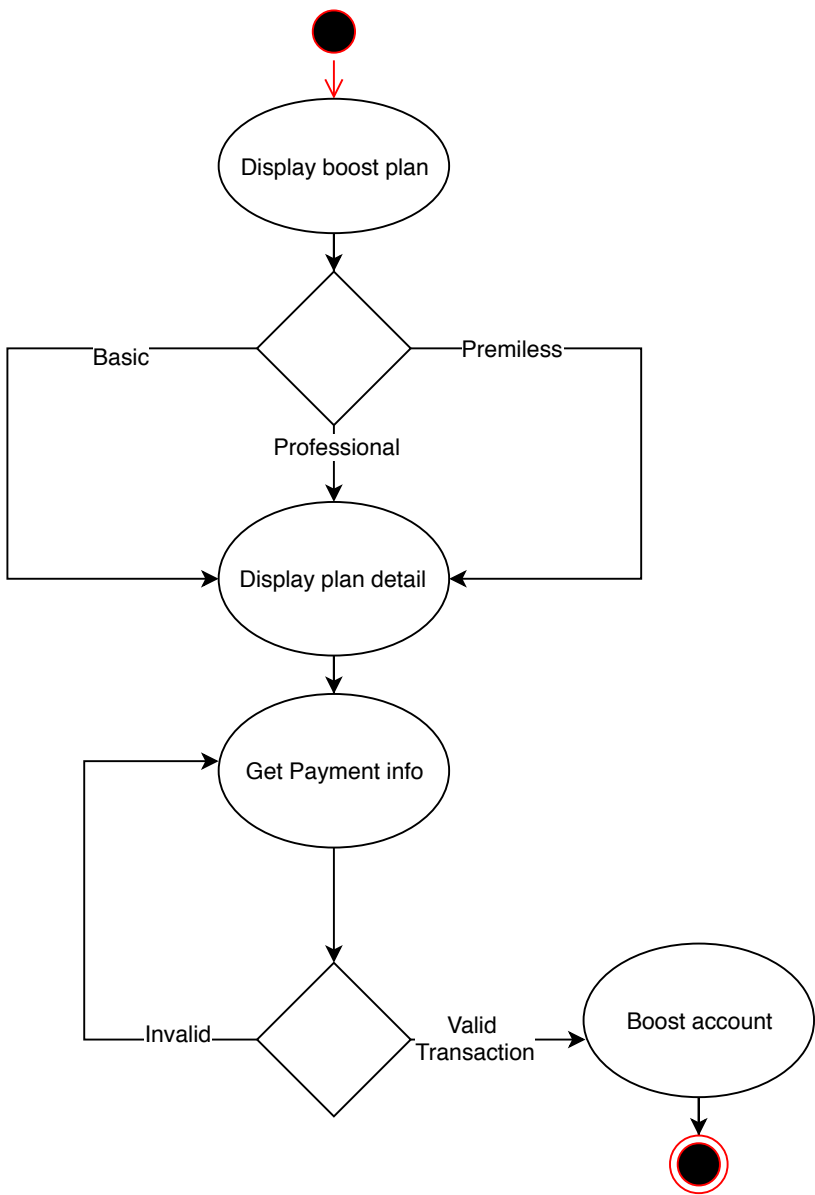 Display boost plan
Basic
Premiless
Professional
Display plan detail
Get Payment info
Invalid
Valid
Transaction
Boost account